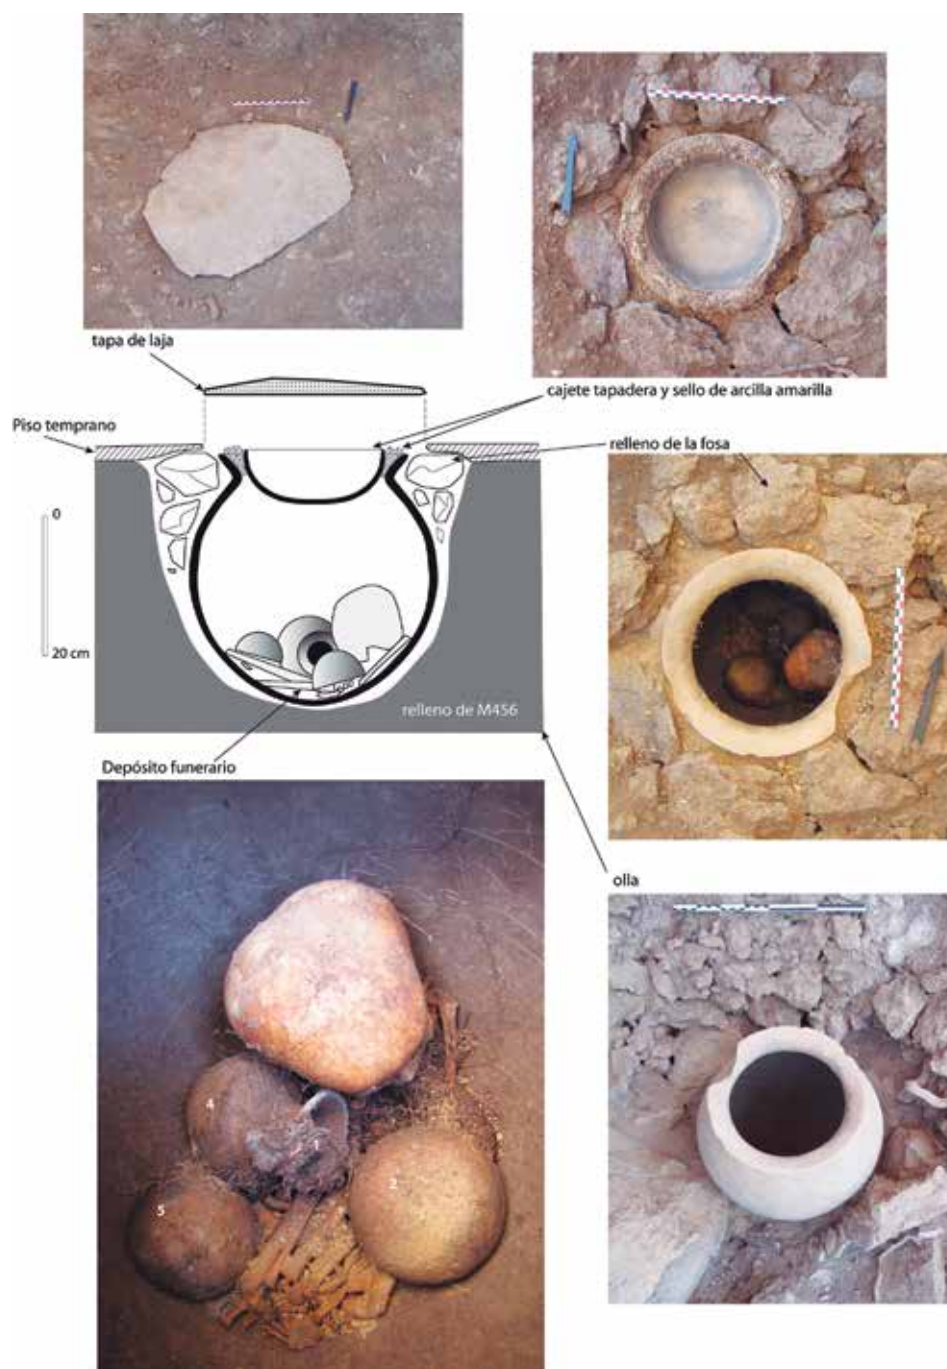 tapa de laja
cajete tapadera y sello de arcilla amarilla
Piso temprano
relleno de la fosa
0
20 cm
relleno de M456
Depósito funerario
olla
4
1
2
5